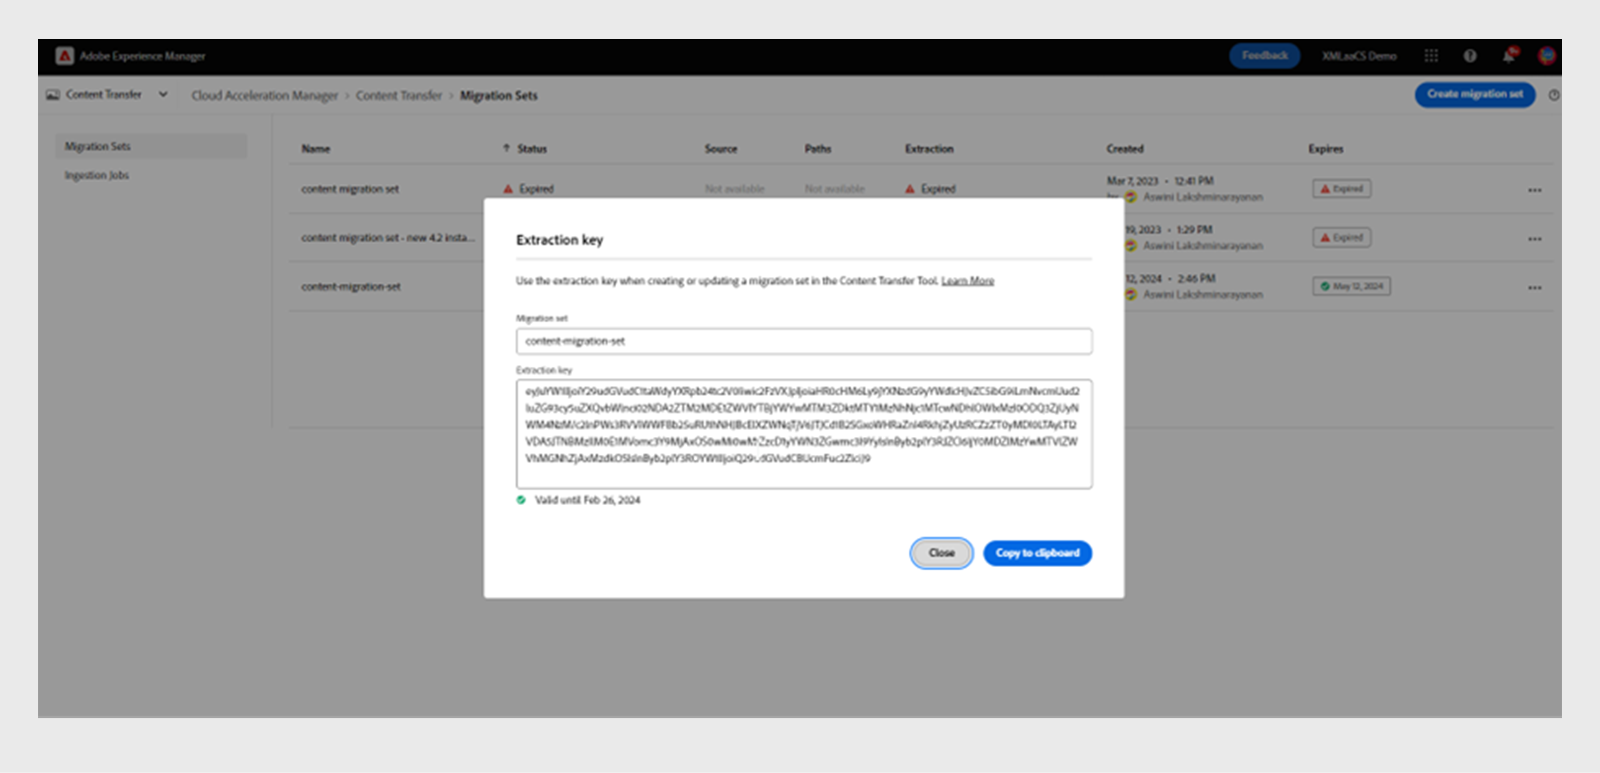 Adobe Experience Manager
Feedback
XMLaaCS Demo
Content Transfer
Cloud Acceleration Manager > Content Transfer > Migration Sets
Create migration set
Migration Sets
Ingestion Jobs
Name ↑ Status Source Paths Extraction Created Expires
content migration set Expired Not available Not available Expired Mar 7, 2023 - 12:41 PM Expired
Aswini Lakshminarayanan
content migration set - new 4.2 insta... 19, 2023 - 1:29 PM Expired
Aswini Lakshminarayanan
content-migration-set 12, 2024 - 2:46 PM May 12, 2024
Aswini Lakshminarayanan
Extraction key
Use the extraction key when creating or updating a migration set in the Content Transfer Tool. Learn More
Migration set
content-migration-set
Extraction key
Valid until Feb 26, 2024
Close
Copy to clipboard